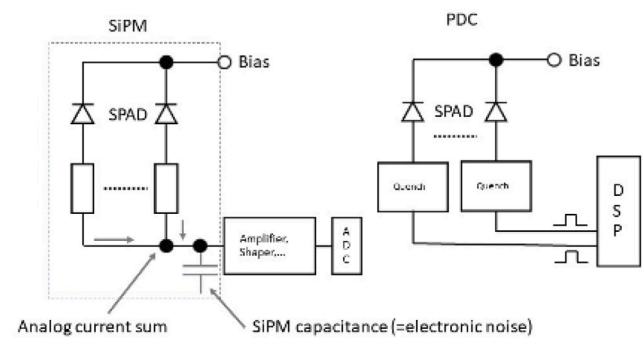 SiPM
PDC
Bias
Bias
SPAD
SPAD
Quench
Quench
D
S
P
Amplifier,
Shaper,...
A
D
C
Analog current sum
SiPM capacitance (=electronic noise)